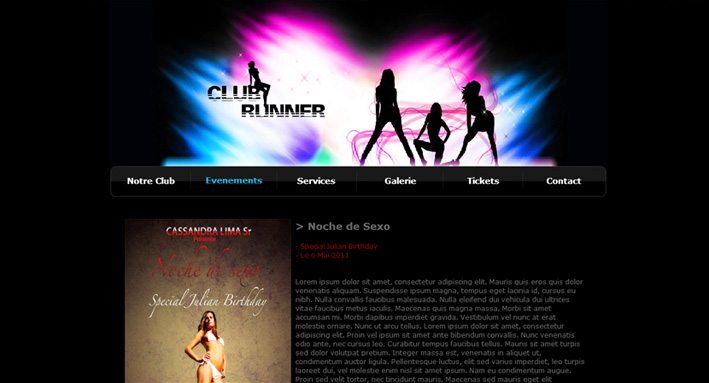 CLUB
RUNNER
Notre Club Evenements Services Galerie Tickets Contact
CASSANDRA LIMA Sr
Présente
Noche de sexo
Special Julian Birthday
> Noche de Sexo
- Special Julian Birthday
- Le 6 Mai 2011
Lorem ipsum dolor sit amet, consectetur adipiscing elit. Mauris quis eros quis dolor
venenatis aliquam. Suspendisse ipsum magna, tempus eget lacinia id, cursus eu
nibh. Nulla convallis faucibus malesuada. Nulla eleifend dui vehicula dui ultrices
vitae faucibus metus iaculis. Maecenas quis magna massa. Morbi sit amet
accumsan mi. Morbi dapibus imperdiet gravida. Vestibulum vel nunc at erat
molestie ornare. Nunc ut arcu tellus. Lorem ipsum dolor sit amet, consectetur
adipiscing elit. Proin vel ipsum sit amet ante bibendum convallis. Nunc venenatis
odio ante, nec cursus leo. Curabitur tempus faucibus tellus. Mauris sit amet turpis
sed dolor volutpat pretium. Integer massa est, venenatis in aliquet ut,
condimentum auctor ligula. Pellentesque luctus, elit sed varius imperdiet, leo turpis
laoreet dui, vel molestie enim nisl sit amet ipsum. Nam eu condimentum augue.
Proin sed velit tortor, nec tincidunt mauris. Maecenas sed mauris eget elit